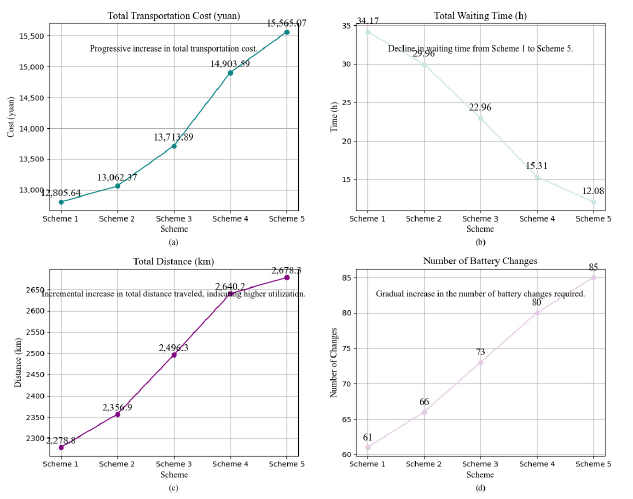 Total Transportation Cost (yuan)
15,565.07
15,500
Progressive increase in total transportation cost.
15,000
14,903.59
14,500
Cost (yuan)
14,000
13,713.89
13,500
13,062.37
13,000
12,805.64
Scheme 1 Scheme 2 Scheme 3 Scheme 4 Scheme 5
Scheme
(a)
Total Waiting Time (h)
35
34.17
Decline in waiting time from Scheme 1 to Scheme 5.
29.96
30
25
22.96
Time (h)
20
15.31
15
12.08
Scheme 1 Scheme 2 Scheme 3 Scheme 4 Scheme 5
Scheme
(b)
Total Distance (km)
2,678.3
2650
Incremental increase in total distance traveled, indicating higher utilization.
2,640.2
2600
2550
2500
2,496.3
Distance (km)
2450
2400
2,356.9
2350
2300
2,278.8
Scheme 1 Scheme 2 Scheme 3 Scheme 4 Scheme 5
Scheme
(c)
Number of Battery Changes
85
85
Gradual increase in the number of battery changes required.
80
80
75
73
Number of Changes
70
66
65
61
60
Scheme 1 Scheme 2 Scheme 3 Scheme 4 Scheme 5
Scheme
(d)